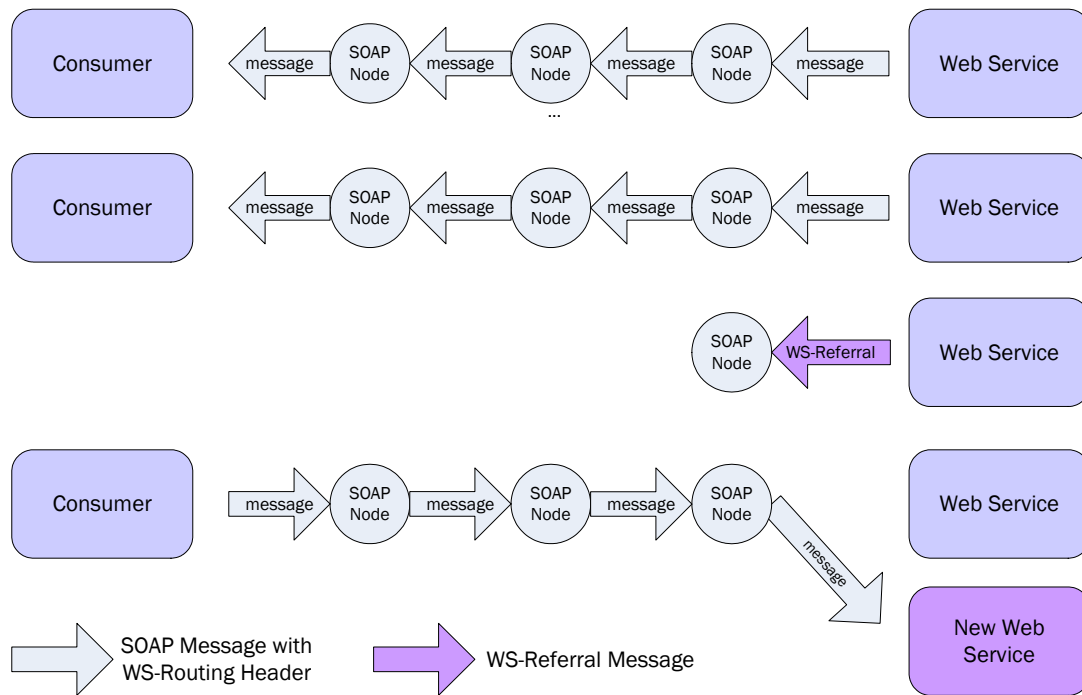 Consumer
message
SOAP
Node
message
SOAP
Node
message
SOAP
Node
message
Web Service
...
Consumer
message
SOAP
Node
message
SOAP
Node
message
SOAP
Node
message
Web Service
SOAP
Node
WS-Referral
Web Service
Consumer
message
SOAP
Node
message
SOAP
Node
message
SOAP
Node
message
Web Service
New Web
Service
SOAP Message with
WS-Routing Header
WS-Referral Message